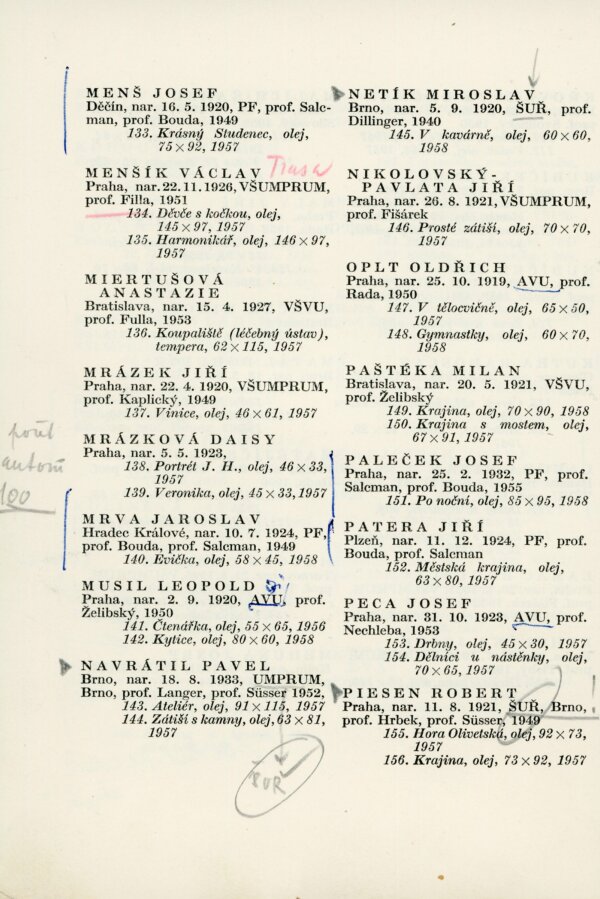 MENŠ JOSEF
Děčín, nar. 16. 5. 1920, PF, prof. Salc-
man, prof. Bouda, 1949
133. Krásný Studenec, olej,
75 × 92, 1957
MENŠÍK VÁCLAV Trasa
Praha, nar. 22. 11. 1926, VŠUMPRUM,
prof. Filla, 1951
134. Děvče s kočkou, olej,
145 × 97, 1957
135. Harmonikář, olej, 146 × 97,
1957
MIERTUŠOVÁ
ANASTAZIE
Bratislava, nar. 15. 4. 1927, VŠVU,
prof. Fulla, 1953
136. Koupaliště (léčebný ústav),
tempera, 62 × 115, 1957
MRÁZEK JIŘÍ
Praha, nar. 22. 4. 1920, VŠUMPRUM,
prof. Kaplický, 1949
137. Vinice, olej, 46 × 61, 1957
MRÁZKOVÁ DAISY
Praha, nar. 5. 5. 1923,
138. Portrét J. H., olej, 46 × 33,
1957
139. Veronika, olej, 45 × 33, 1957
100
MRVA JAROSLAV
Hradec Králové, nar. 10. 7. 1924, PF,
prof. Bouda, prof. Salcman, 1949
140. Evička, olej, 58 × 45, 1958
MUSIL LEOPOLD
Praha, nar. 2. 9. 1920, AVU, prof.
Želibský, 1950
141. Čtenářka, olej, 55 × 65, 1956
142. Kytice, olej, 80 × 60, 1958
NAVRÁTIL PAVEL
Brno, nar. 18. 8. 1933, UMPRUM,
Brno, prof. Langer, prof. Süsser 1952,
143. Ateliér, olej, 91 × 115, 1957
144. Zátiší s kamny, olej, 63 × 81,
1957
ŠUŘ
NETÍK MIROSLAV
Brno, nar. 5. 9. 1920, ŠUŘ, prof.
Dillinger, 1940
145. V kavárně, olej, 60 × 60,
1958
NIKOLOVSKÝ-
PAVLATA JIŘÍ
Praha, nar. 26. 8. 1921, VŠUMPRUM,
prof. Fišárek
146. Prosté zátiší, olej, 70 × 70,
1957
OPLT OLDŘICH
Praha, nar. 25. 10. 1919, AVU, prof.
Rada, 1950
147. V tělocvičně, olej, 65 × 50,
1957
148. Gymnastky, olej, 60 × 70,
1958
PAŠTÉKA MILAN
Bratislava, nar. 20. 5. 1921, VŠVU,
prof. Želibský
149. Krajina, olej, 70 × 90, 1958
150. Krajina s mostem, olej,
67 × 91, 1957
PALEČEK JOSEF
Praha, nar. 25. 2. 1932, PF, prof.
Salcman, prof. Bouda, 1955
151. Po noční, olej, 85 × 95, 1958
PATERA JIŘÍ
Plzeň, nar. 11. 12. 1924, PF, prof.
Bouda, prof. Salcman
152. Městská krajina, olej,
63 × 80, 1957
PECA JOSEF
Praha, nar. 31. 10. 1923, AVU, prof.
Nechleba, 1953
153. Drbny, olej, 45 × 30, 1957
154. Dělníci u nástěnky, olej,
70 × 65, 1957
PIESEN ROBERT
Praha, nar. 11. 8. 1921, ŠUŘ, Brno, !
prof. Hrbek, prof. Süsser, 1949
155. Hora Olivetská, olej, 92 × 73,
1957
156. Krajina, olej, 73 × 92, 1957